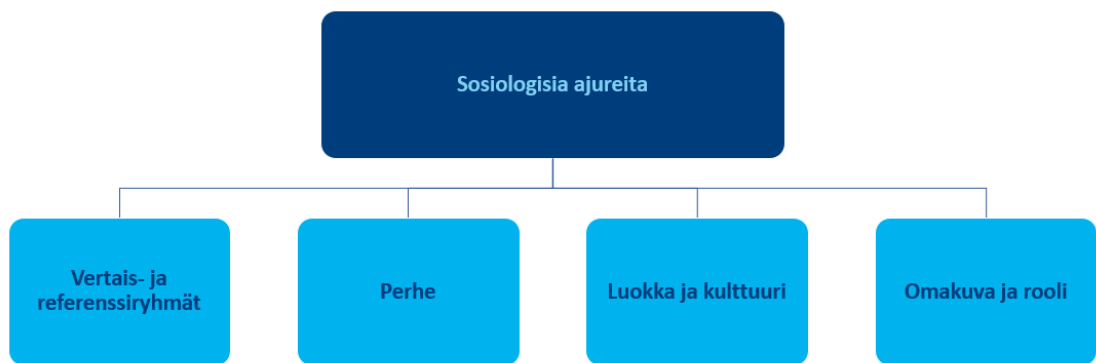 Sosiologisia ajureita
Vertais- ja
referenssiryhmät
Perhe
Luokka ja kulttuuri
Omakuva ja rooli